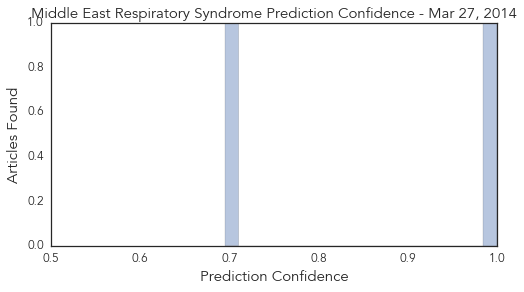 Middle East Respiratory Syndrome Prediction Confidence - Mar 27, 2014
1.0
0.8
0.6
0.4
0.2
0.0
Articles Found
0.5 0.6 0.7 0.8 0.9 1.0
Prediction Confidence